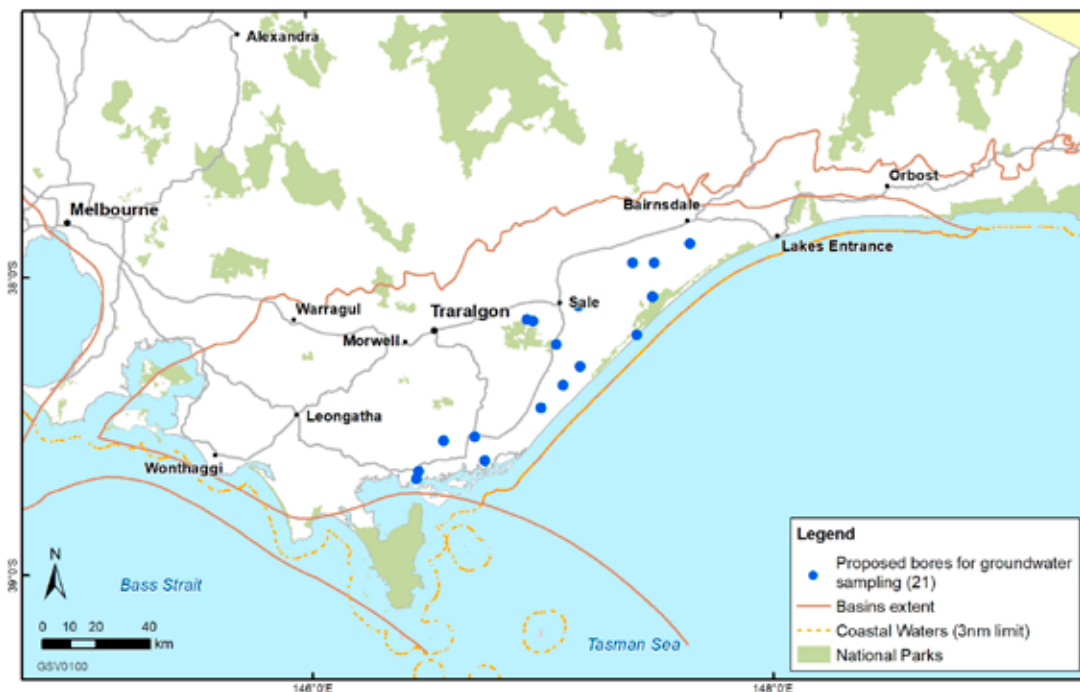 Alexandra
Orbost
Melbourne
Bairnsdale
Lakes Entrance
38°0'S
Sale
Warragul
Traralgon
Morwell
Leongatha
Wonthaggi
Legend
N
Proposed bores for groundwater
sampling (21)
39°0'S
Bass Strait
Basins extent
0 10 20 40
Coastal Waters (3nm limit)
km
Tasman Sea
National Parks
GSV0100
146°0'E
148°0'E